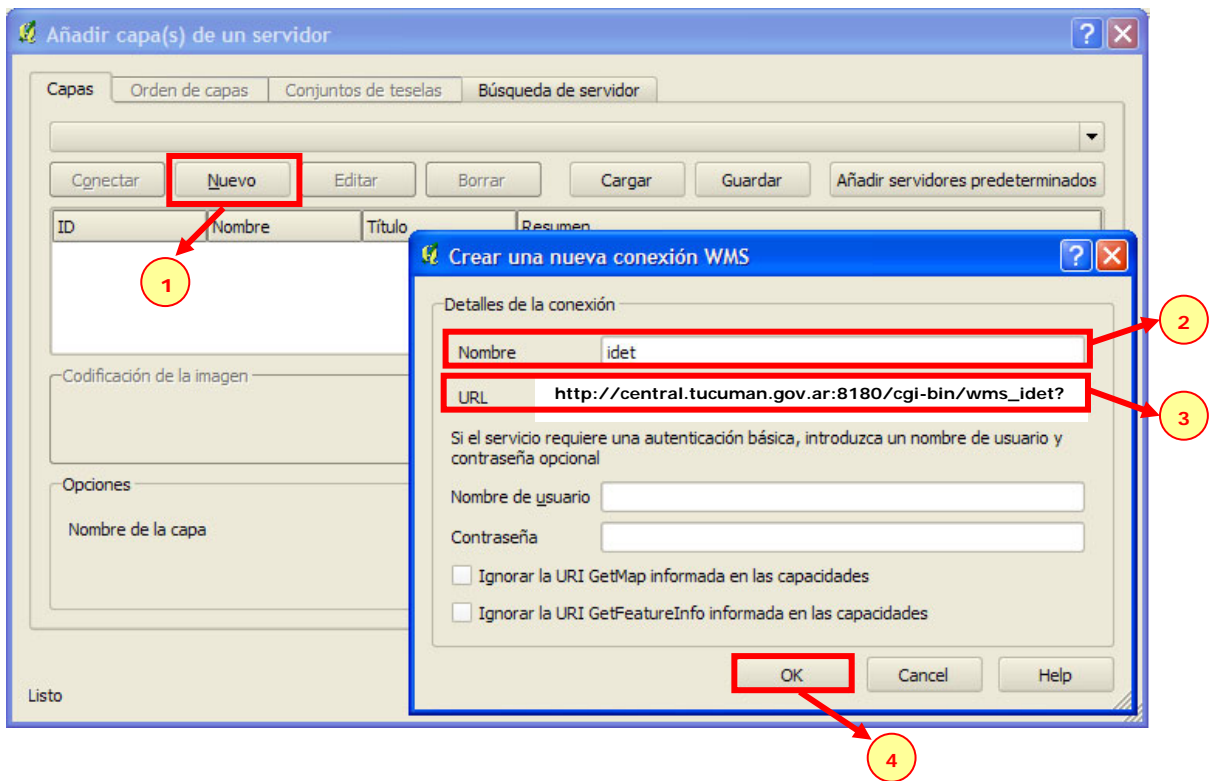 Añadir capa(s) de un servidor
Capas Orden de capas Conjuntos de teselas Búsqueda de servidor
Conectar Nuevo Editar Borrar Cargar Guardar Añadir servidores predeterminados
ID Nombre Título Resumen
1
Crear una nueva conexión WMS
Detalles de la conexión
Nombre idet
2
URL http://central.tucuman.gov.ar:8180/cgi-bin/wms_idet?
3
Si el servicio requiere una autenticación básica, introduzca un nombre de usuario y
contraseña opcional
Nombre de usuario
Contraseña
Ignorar la URI GetMap informada en las capacidades
Ignorar la URI GetFeatureInfo informada en las capacidades
OK Cancel Help
4
Codificación de la imagen
Opciones
Nombre de la capa
Listo